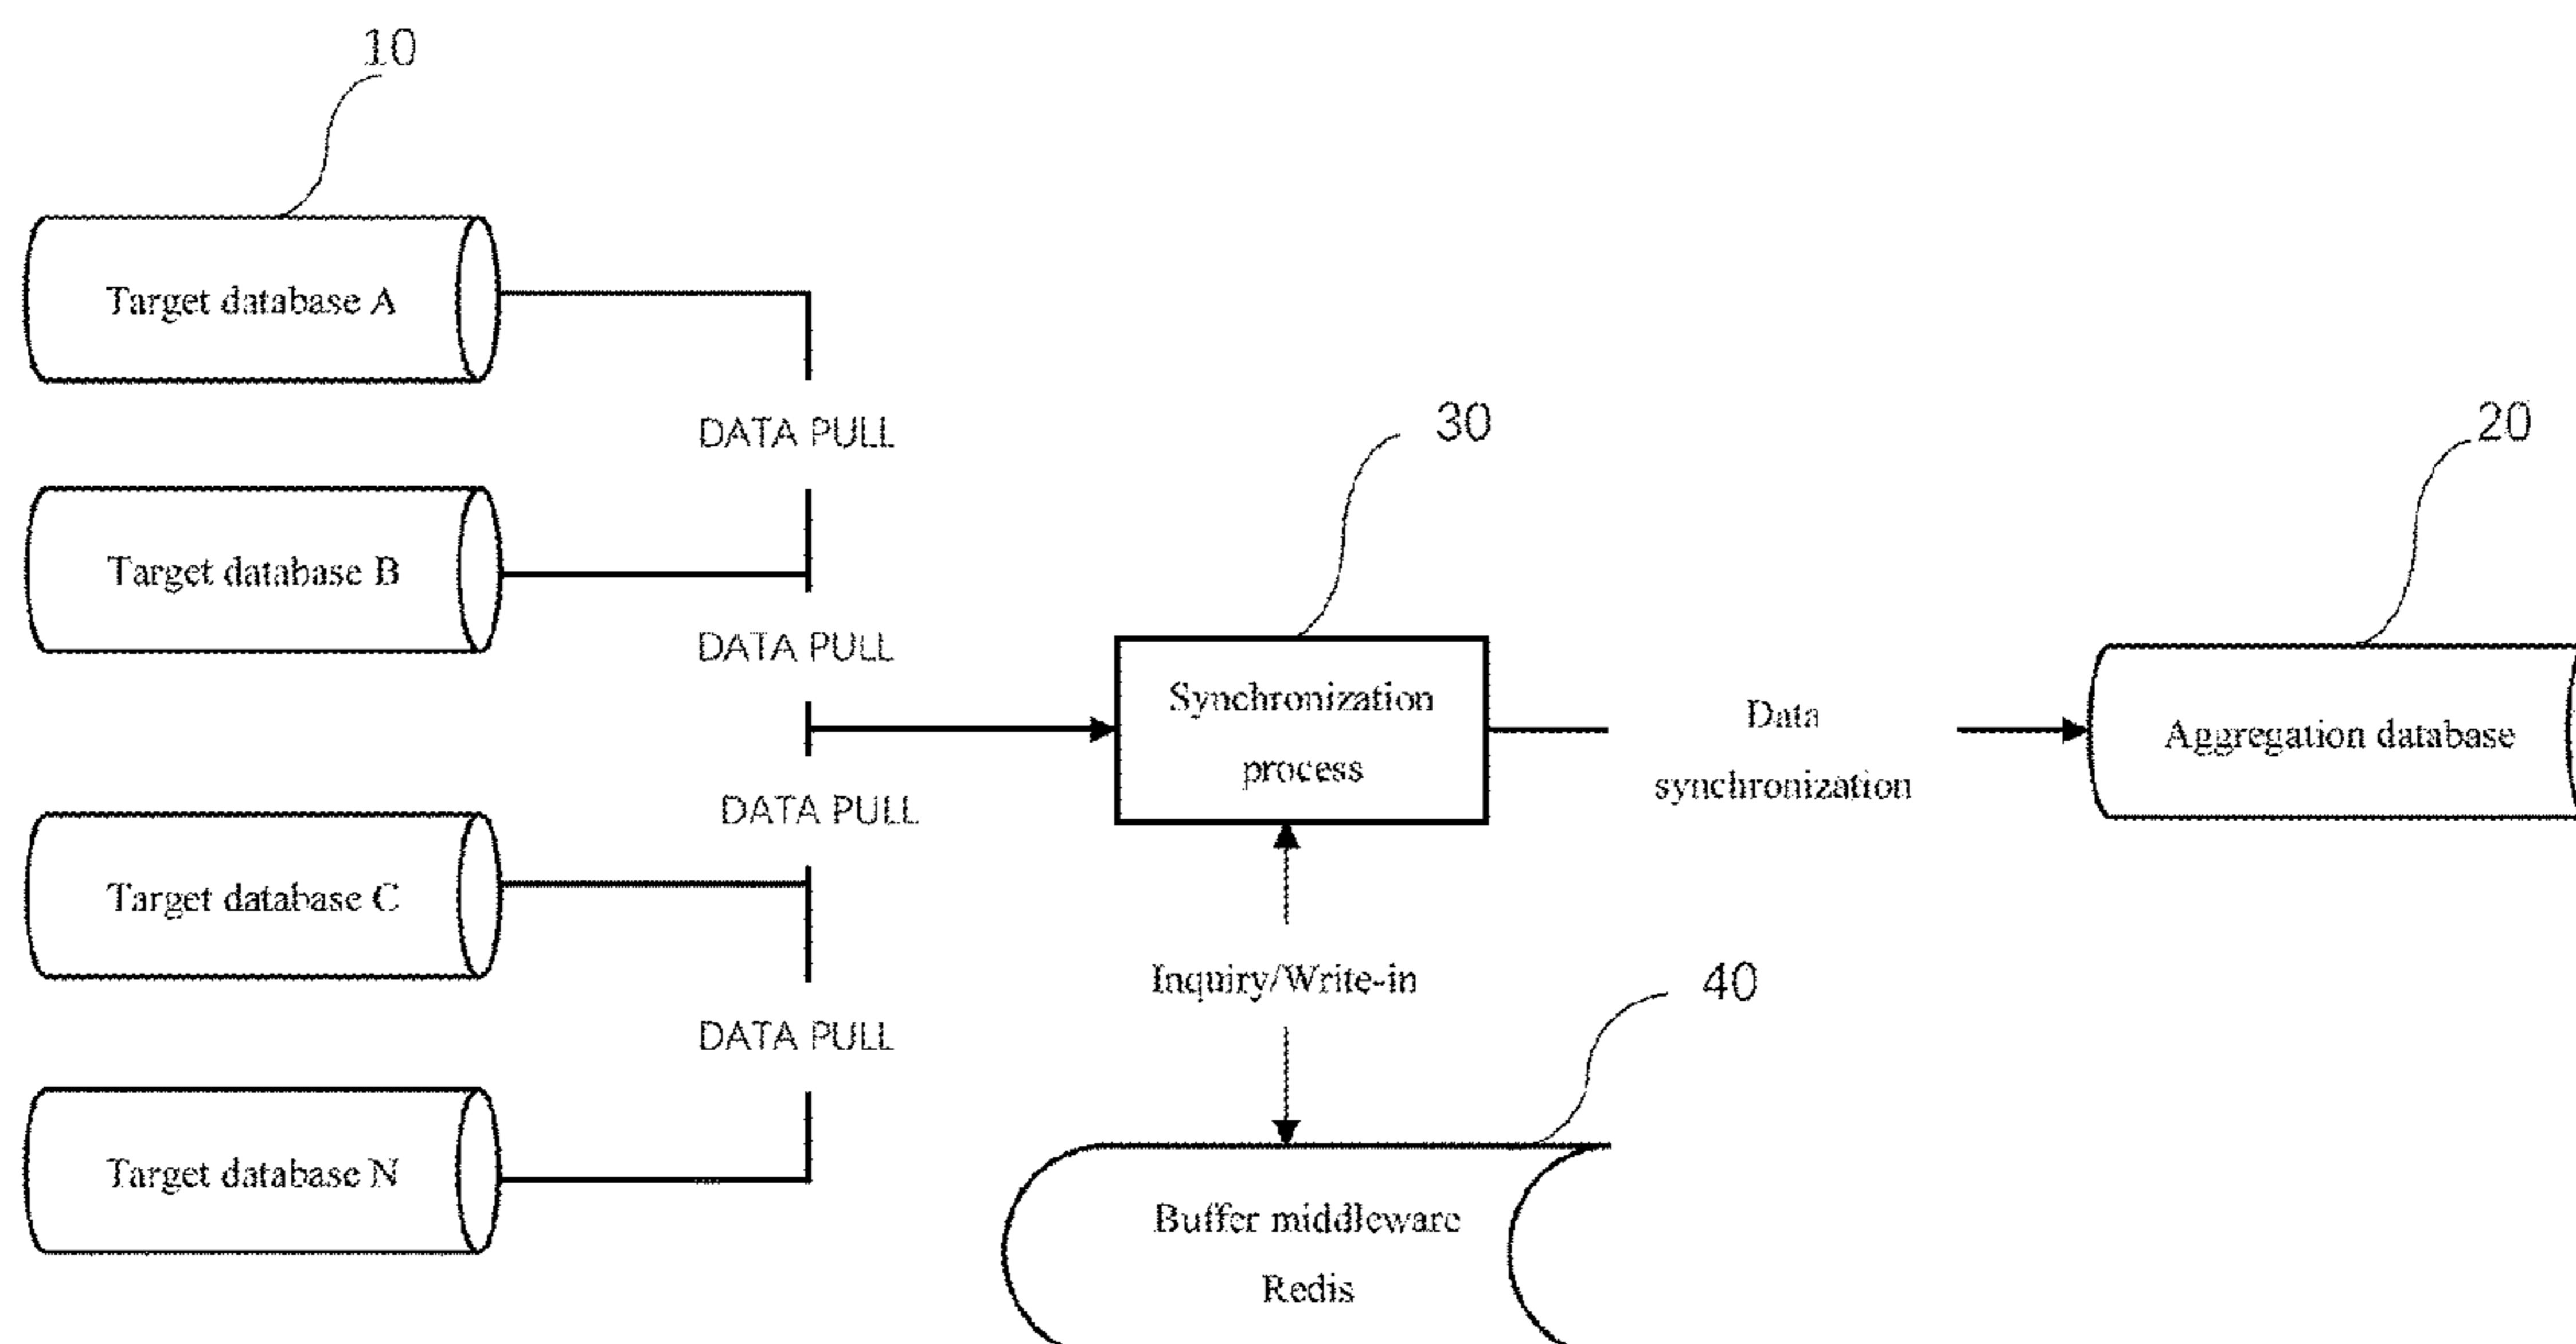 10
Target database A
DATA PULL
30
20
Target database B
DATA PULL
Synchronization
process
Data
synchronization
Aggregation database
DATA PULL
Target database C
Inquiry/Write-in
40
DATA PULL
Target database N
Buffer middleware
Redis